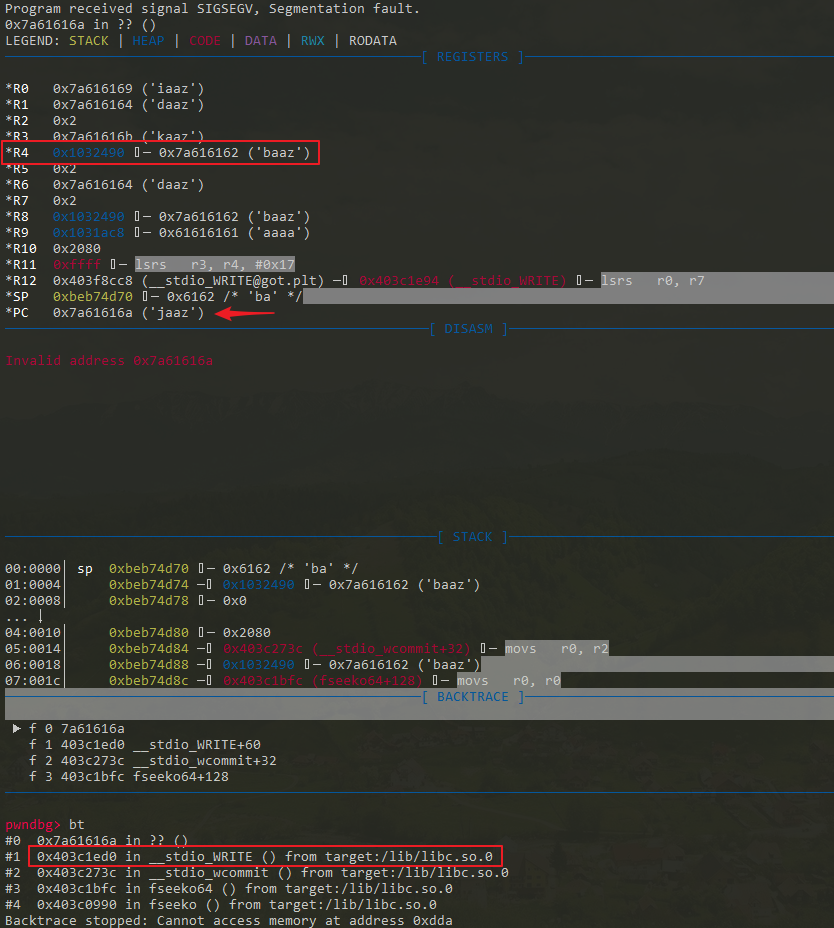 Program received signal SIGSEGV, Segmentation fault.
0x7a61616a in ?? ()
LEGEND: STACK | HEAP | CODE | DATA | RWX | RODATA
[ REGISTERS ]
*R0   0x7a616169 ('iaaz')
*R1   0x7a616164 ('daaz')
*R2   0x2
*R3   0x7a61616b ('kaaz')
*R4   0x1032490 ▯— 0x7a616162 ('baaz')
*R5   0x2
*R6   0x7a616164 ('daaz')
*R7   0x2
*R8   0x1032490 ▯— 0x7a616162 ('baaz')
*R9   0x1031ac8 ▯— 0x61616161 ('aaaa')
*R10  0x2080
*R11  0xffff ▯— lsrs   r3, r4, #0x17
*R12  0x403f8cc8 (__stdio_WRITE@got.plt) —▯ 0x403c1e94 (__stdio_WRITE) ▯— lsrs   r0, r7
*SP   0xbeb74d70 ▯— 0x6162 /* 'ba' */
*PC   0x7a61616a ('jaaz')
[ DISASM ]
Invalid address 0x7a61616a
[ STACK ]
00:0000│ sp  0xbeb74d70 ▯— 0x6162 /* 'ba' */
01:0004│     0xbeb74d74 —▯ 0x1032490 ▯— 0x7a616162 ('baaz')
02:0008│     0xbeb74d78 ▯— 0x0
... ↓
04:0010│     0xbeb74d80 ▯— 0x2080
05:0014│     0xbeb74d84 —▯ 0x403c273c (__stdio_wcommit+32) ▯— movs   r0, r2
06:0018│     0xbeb74d88 —▯ 0x1032490 ▯— 0x7a616162 ('baaz')
07:001c│     0xbeb74d8c —▯ 0x403c1bfc (fseeko64+128) ▯— movs   r0, r0
[ BACKTRACE ]
► f 0 7a61616a
f 1 403c1ed0 __stdio_WRITE+60
f 2 403c273c __stdio_wcommit+32
f 3 403c1bfc fseeko64+128
pwndbg> bt
#0  0x7a61616a in ?? ()
#1  0x403c1ed0 in __stdio_WRITE () from target:/lib/libc.so.0
#2  0x403c273c in __stdio_wcommit () from target:/lib/libc.so.0
#3  0x403c1bfc in fseeko64 () from target:/lib/libc.so.0
#4  0x403c0990 in fseeko () from target:/lib/libc.so.0
Backtrace stopped: Cannot access memory at address 0xdda